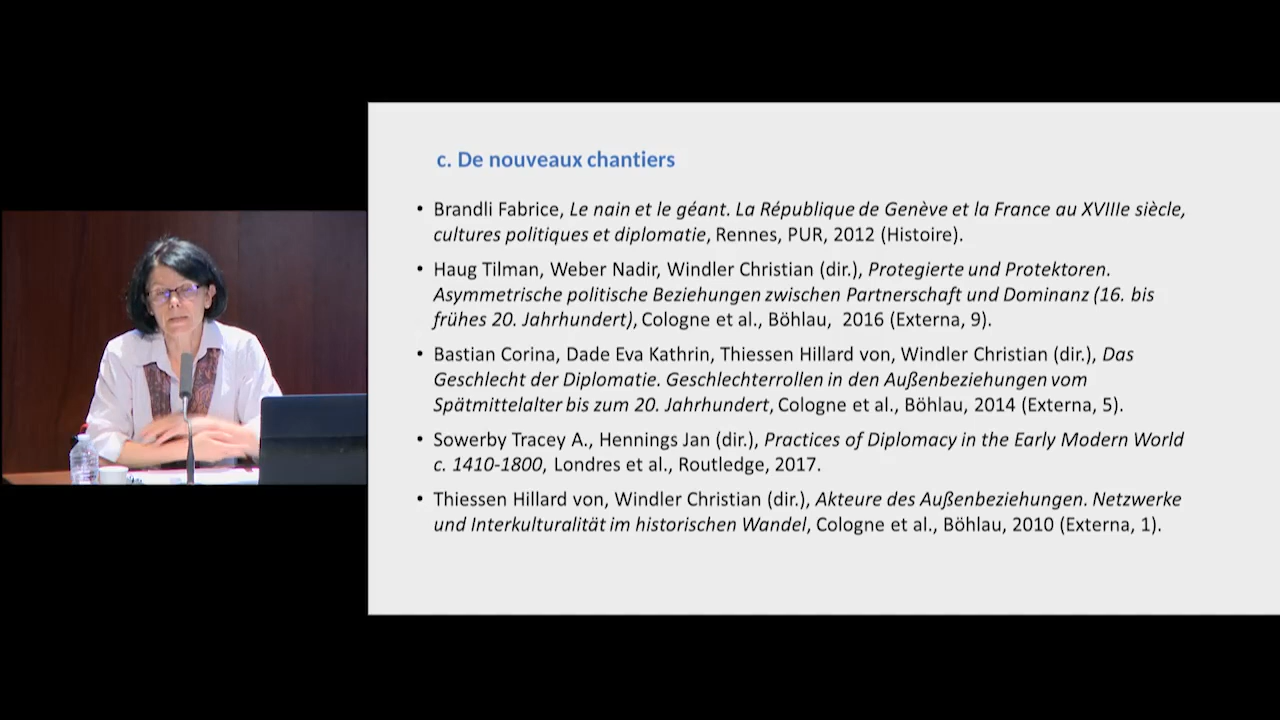 c. De nouveaux chantiers
• Brandli Fabrice, Le nain et le géant. La République de Genève et la France au XVIIIe siècle,
cultures politiques et diplomatie, Rennes, PUR, 2012 (Histoire).
• Haug Tilman, Weber Nadir, Windler Christian (dir.), Protegierte und Protektoren.
Asymmetrische politische Beziehungen zwischen Partnerschaft und Dominanz (16. bis
frühes 20. Jahrhundert), Cologne et al., Böhlau, 2016 (Externa, 9).
• Bastian Corina, Dade Eva Kathrin, Thiessen Hillard von, Windler Christian (dir.), Das
Geschlecht der Diplomatie. Geschlechterrollen in den Außenbeziehungen vom
Spätmittelalter bis zum 20. Jahrhundert, Cologne et al., Böhlau, 2014 (Externa, 5).
• Sowerby Tracey A., Hennings Jan (dir.), Practices of Diplomacy in the Early Modern World
c. 1410-1800, Londres et al., Routledge, 2017.
• Thiessen Hillard von, Windler Christian (dir.), Akteure des Außenbeziehungen. Netzwerke
und Interkulturalität im historischen Wandel, Cologne et al., Böhlau, 2010 (Externa, 1).